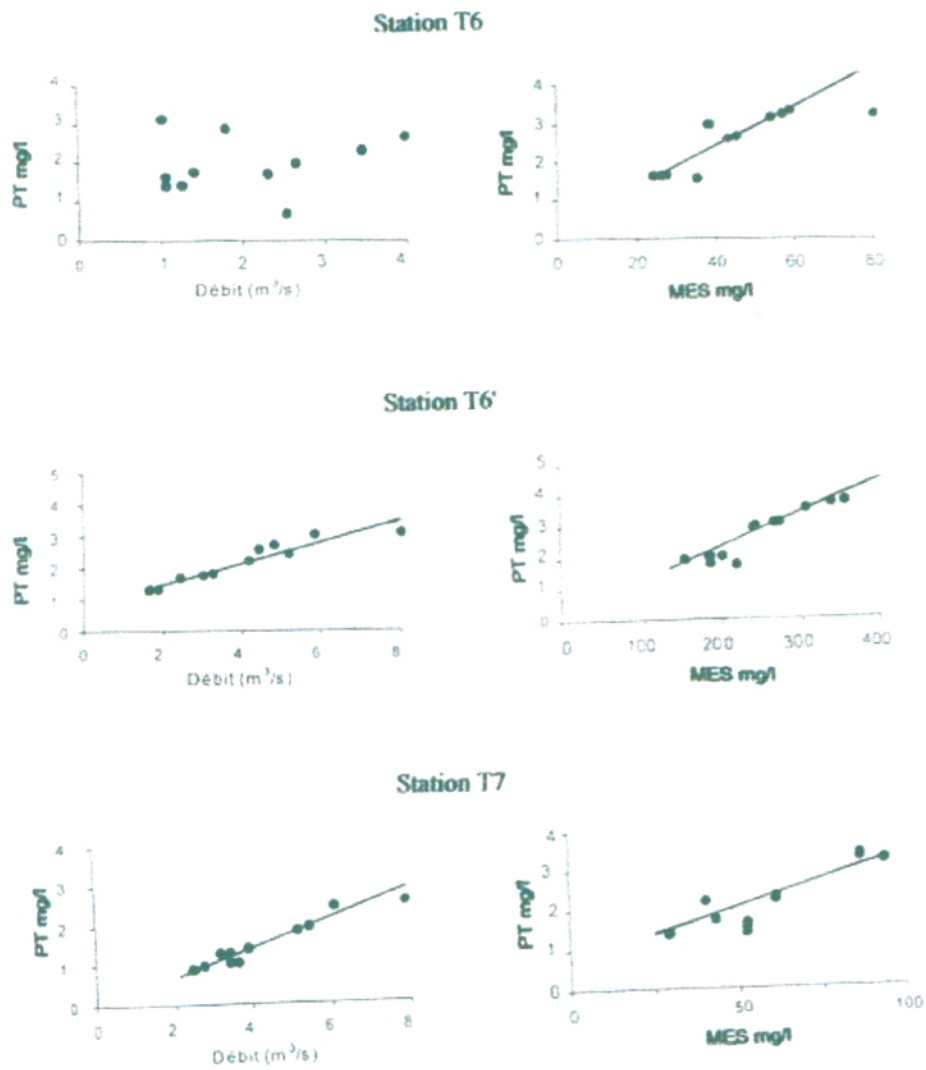 Station T6
PT mg/l
4
3
2
1
0
0 1 2 3 4
Débit (m³/s)
PT mg/l
4
3
2
1
0
0 20 40 60 80
MES mg/l
Station T6'
PT mg/l
5
4
3
2
1
0
0 2 4 6 8
Débit (m³/s)
PT mg/l
5
4
3
2
1
0
0 100 200 300 400
MES mg/l
Station T7
PT mg/l
4
3
2
1
0
0 2 4 6 8
Débit (m³/s)
PT mg/l
4
3
2
1
0
0 50 100
MES mg/l